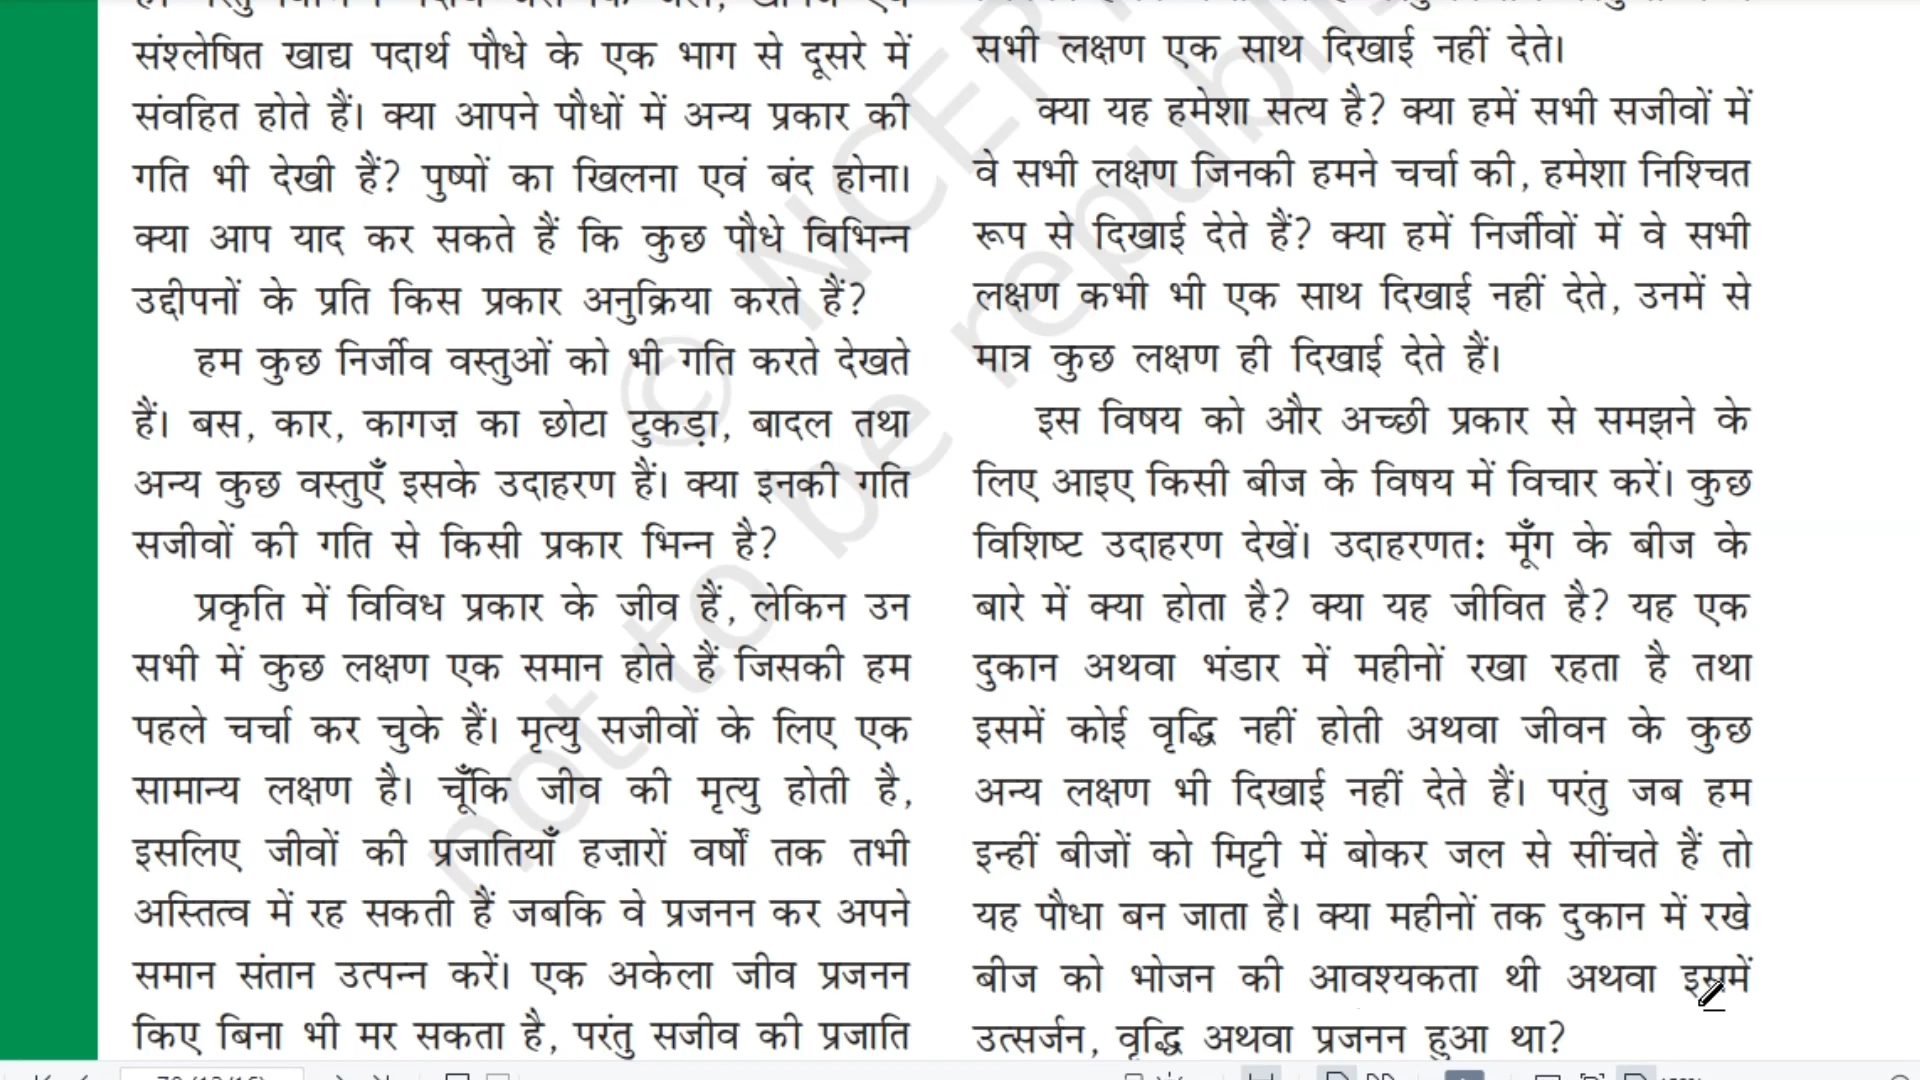 संश्लेषित खाद्य पदार्थ पौधे के एक भाग से दूसरे में
संवहित होते हैं। क्या आपने पौधों में अन्य प्रकार की
गति भी देखी हैं? पुष्पों का खिलना एवं बंद होना।
क्या आप याद कर सकते हैं कि कुछ पौधे विभिन्न
उद्दीपनों के प्रति किस प्रकार अनुक्रिया करते हैं?
हम कुछ निर्जीव वस्तुओं को भी गति करते देखते
हैं। बस, कार, कागज़ का छोटा टुकड़ा, बादल तथा
अन्य कुछ वस्तुएँ इसके उदाहरण हैं। क्या इनकी गति
सजीवों की गति से किसी प्रकार भिन्न है?
प्रकृति में विविध प्रकार के जीव हैं, लेकिन उन
सभी में कुछ लक्षण एक समान होते हैं जिसकी हम
पहले चर्चा कर चुके हैं। मृत्यु सजीवों के लिए एक
सामान्य लक्षण है। चूँकि जीव की मृत्यु होती है,
इसलिए जीवों की प्रजातियाँ हज़ारों वर्षों तक तभी
अस्तित्व में रह सकती हैं जबकि वे प्रजनन कर अपने
समान संतान उत्पन्न करें। एक अकेला जीव प्रजनन
किए बिना भी मर सकता है, परंतु सजीव की प्रजाति
सभी लक्षण एक साथ दिखाई नहीं देते।
क्या यह हमेशा सत्य है? क्या हमें सभी सजीवों में
वे सभी लक्षण जिनकी हमने चर्चा की, हमेशा निश्चित
रूप से दिखाई देते हैं? क्या हमें निर्जीवों में वे सभी
लक्षण कभी भी एक साथ दिखाई नहीं देते, उनमें से
मात्र कुछ लक्षण ही दिखाई देते हैं।
इस विषय को और अच्छी प्रकार से समझने के
लिए आइए किसी बीज के विषय में विचार करें। कुछ
विशिष्ट उदाहरण देखें। उदाहरणत: मूँग के बीज के
बारे में क्या होता है? क्या यह जीवित है? यह एक
दुकान अथवा भंडार में महीनों रखा रहता है तथा
इसमें कोई वृद्धि नहीं होती अथवा जीवन के कुछ
अन्य लक्षण भी दिखाई नहीं देते हैं। परंतु जब हम
इन्हीं बीजों को मिट्टी में बोकर जल से सींचते हैं तो
यह पौधा बन जाता है। क्या महीनों तक दुकान में रखे
बीज को भोजन की आवश्यकता थी अथवा इसमें
उत्सर्जन, वृद्धि अथवा प्रजनन हुआ था?
© NCER
not to be republis